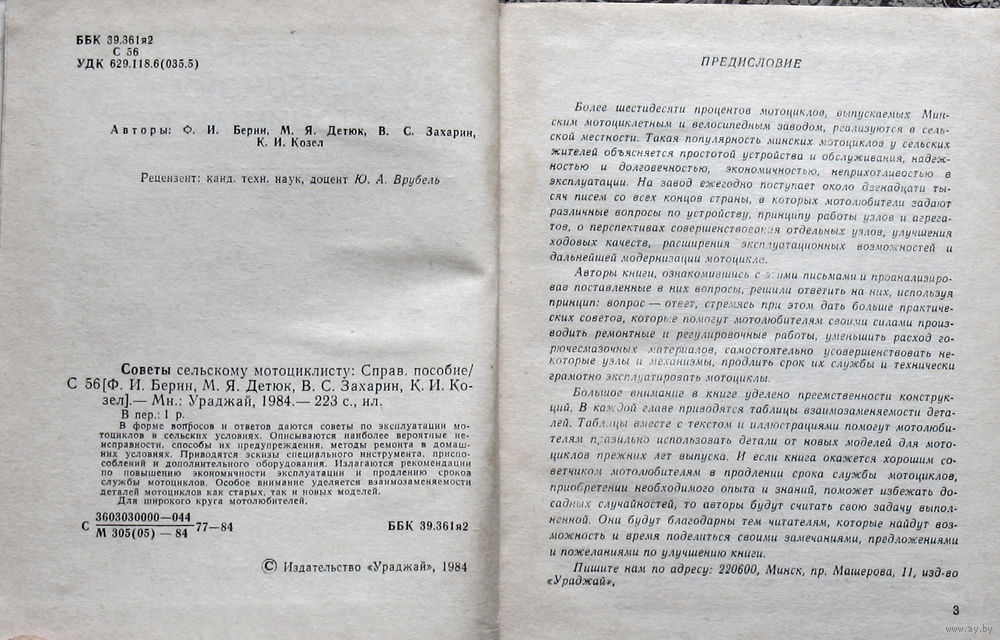 ББК 39.361я2
С 56
УДК 629.118.6(035.5)
Авторы: Ф. И. Берин, М. Я. Детюк, В. С. Захарин,
К. И. Козел
Рецензент: канд. техн. наук, доцент Ю. А. Врубель
Советы сельскому мотоциклисту: Справ. пособие/
С 56[Ф. И. Берин, М. Я. Детюк, В. С. Захарин, К. И. Ко-
зел].— Мн.: Ураджай, 1984.— 223 с., ил.
В пер.: 1 р.
В форме вопросов и ответов даются советы по эксплуатации мо-
тоциклов в сельских условиях. Описываются наиболее вероятные не-
исправности, способы их предупреждения, методы ремонта в домаш-
них условиях. Приводятся эскизы специального инструмента, приспо-
соблений и дополнительного оборудования. Излагаются рекомендации
по повышению экономичности эксплуатации и продлению сроков
службы мотоциклов. Особое внимание уделяется взаимозаменяемости
деталей мотоциклов как старых, так и новых моделей.
Для широкого круга мотолюбителей.
С 3603030000—044 77—84 ББК 39.361я2
М 305(05) — 84
© Издательство «Ураджай», 1984
ПРЕДИСЛОВИЕ
Более шестидесяти процентов мотоциклов, выпускаемых Мин-
ским мотоциклетным и велосипедным заводом, реализуются в сель-
ской местности. Такая популярность минских мотоциклов у сельских
жителей объясняется простотой устройства и обслуживания, надеж-
ностью и долговечностью, экономичностью, неприхотливостью в
эксплуатации. На завод ежегодно поступает около двенадцати ты-
сяч писем со всех концов страны, в которых мотолюбители задают
различные вопросы по устройству, принципу работы узлов и агрега-
тов, о перспективах совершенствования отдельных узлов, улучшения
ходовых качеств, расширения эксплуатационных возможностей и
дальнейшей модернизации мотоцикла.
Авторы книги, ознакомившись с этими письмами и проанализиро-
вав поставленные в них вопросы, решили ответить на них, используя
принцип: вопрос — ответ, стремясь при этом дать больше практиче-
ских советов, которые помогут мотолюбителям своими силами произ-
водить ремонтные и регулировочные работы, уменьшить расход го-
рючесмазочных материалов, самостоятельно усовершенствовать не-
которые узлы и механизмы, продлить срок их службы и технически
грамотно эксплуатировать мотоциклы.
Большое внимание в книге уделено преемственности конструк-
ций. В каждой главе приводятся таблицы взаимозаменяемости дета-
лей. Таблицы вместе с текстом и иллюстрациями помогут мотолюби-
телям правильно использовать детали от новых моделей для мото-
циклов прежних лет выпуска. И если книга окажется хорошим со-
ветчиком мотолюбителям в продлении срока службы мотоциклов,
приобретении необходимого опыта и знаний, поможет избежать до-
садных случайностей, то авторы будут считать свою задачу выпол-
ненной. Они будут благодарны тем читателям, которые найдут воз-
можность и время поделиться своими замечаниями, предложениями
и пожеланиями по улучшению книги.
Пишите нам по адресу: 220600, Минск, пр. Машерова, 11, изд-во
«Ураджай».
3
www.ay.by